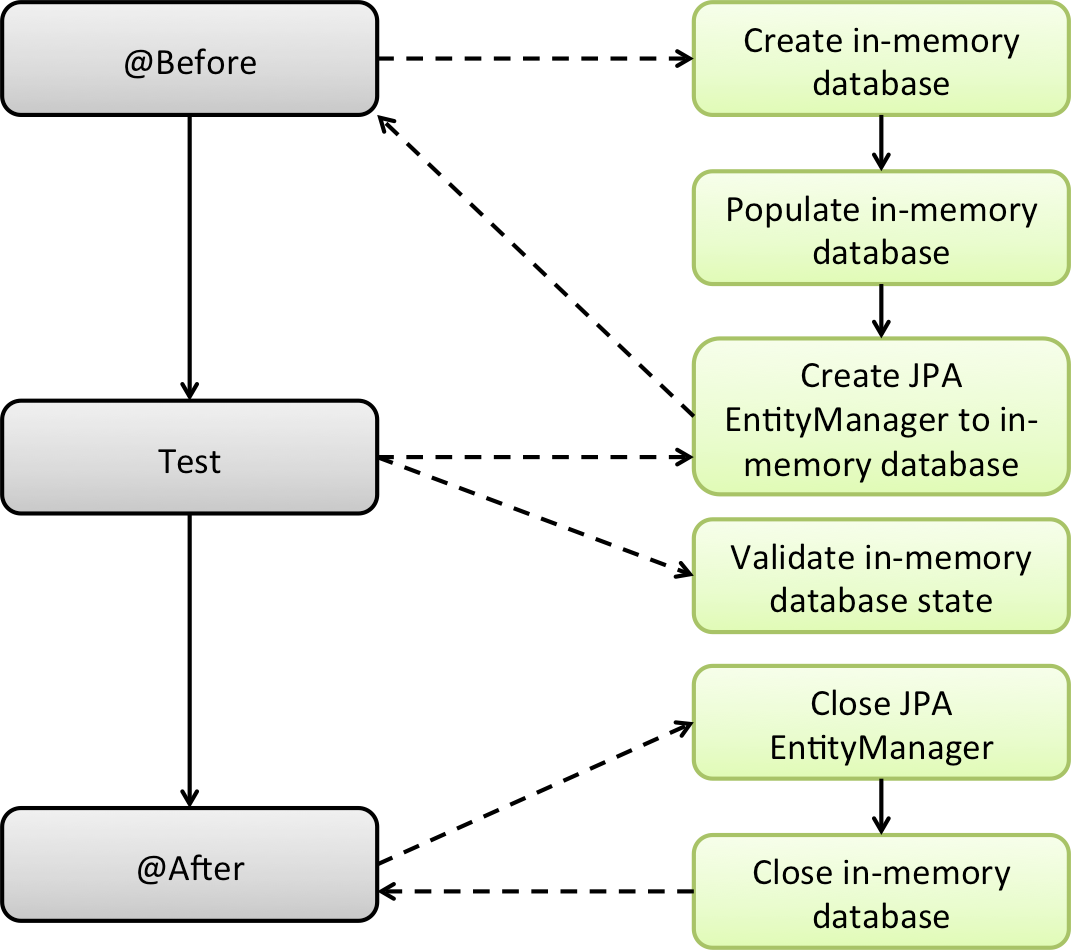 @Before
Create in-memory
database
Populate in-memory
database
Create JPA
EntityManager to in-
memory database
Test
Validate in-memory
database state
Close JPA
EntityManager
@After
Close in-memory
database